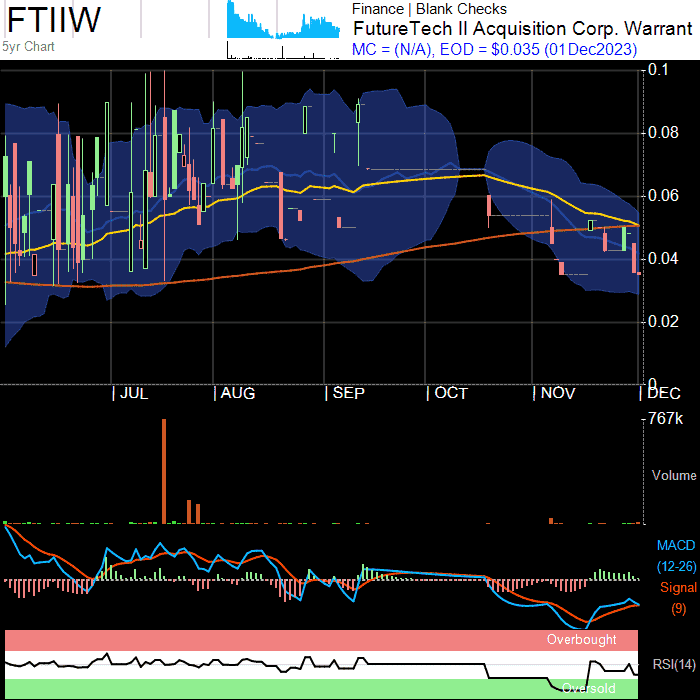 FTIIW
5yr Chart
Finance | Blank Checks
FutureTech II Acquisition Corp. Warrant
MC = (N/A), EOD = $0.035 (01Dec2023)
0.1
0.08
0.06
0.04
0.02
0
JUL AUG SEP OCT NOV DEC
767k
Volume
MACD
(12-26)
Signal
(9)
Overbought
RSI(14)
Oversold